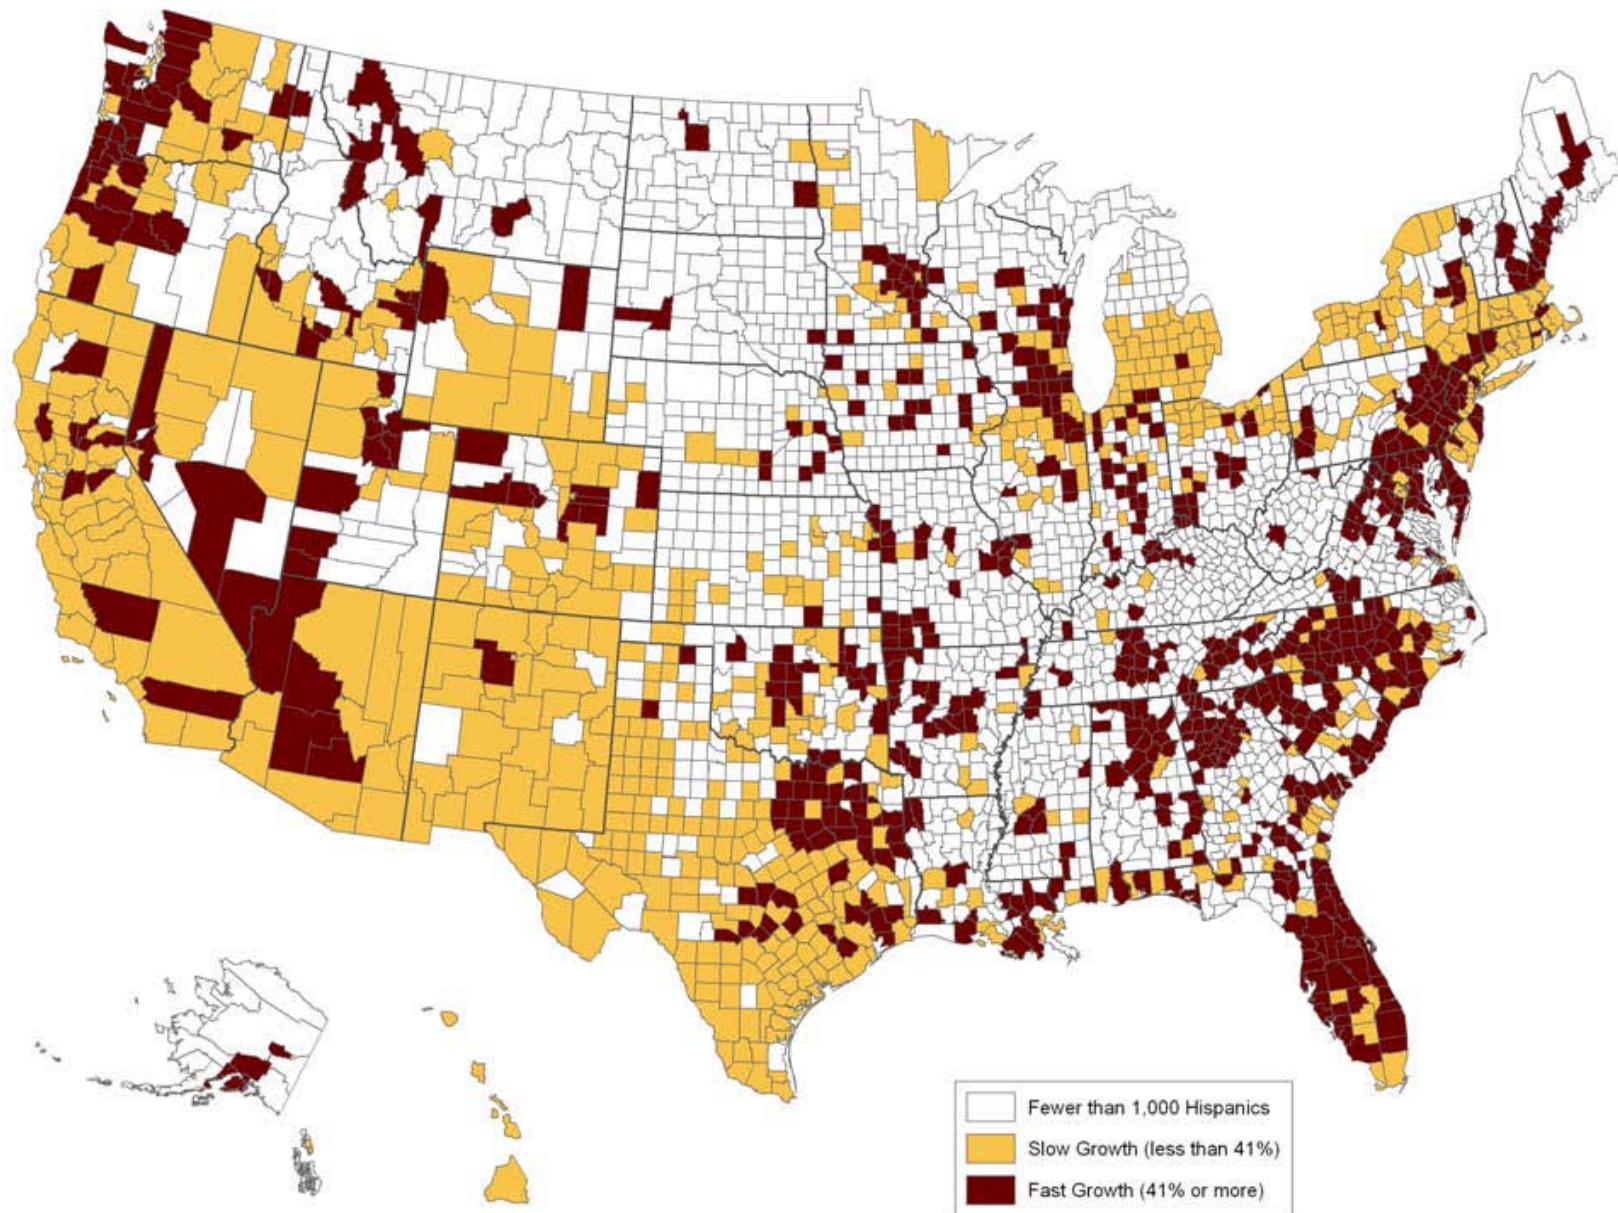 Fewer than 1,000 Hispanics
Slow Growth (less than 41%)
Fast Growth (41% or more)